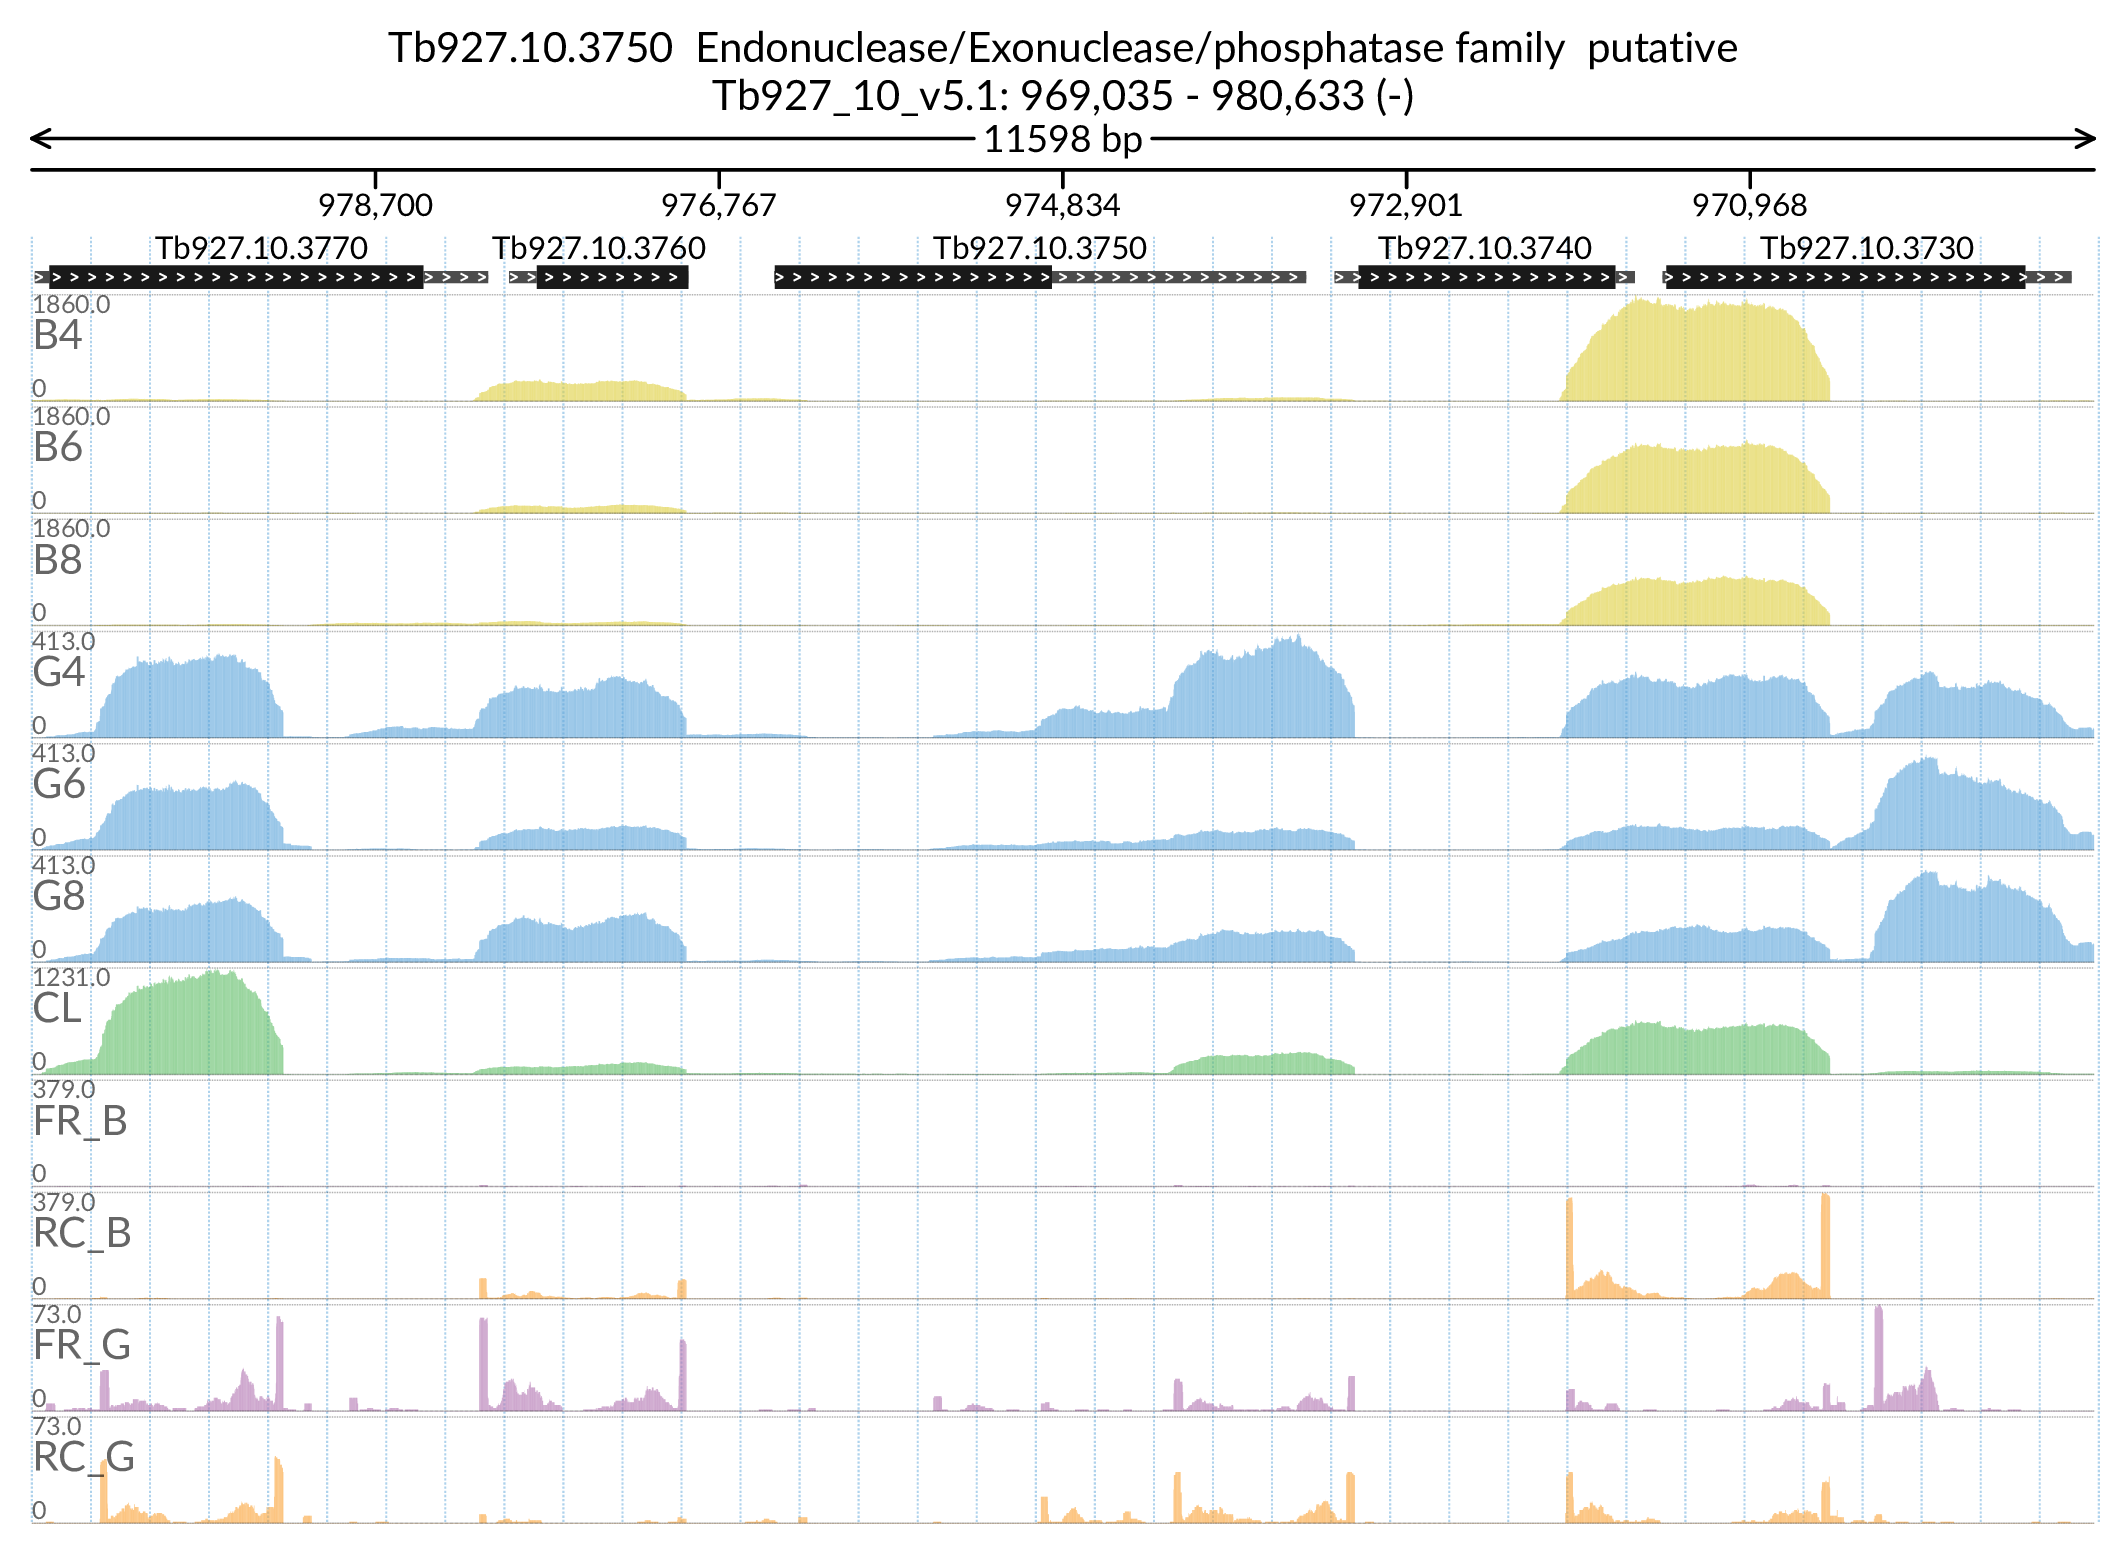 Tb927.10.3750 Endonuclease/Exonuclease/phosphatase family putative
Tb927_10_v5.1: 969,035 - 980,633 (-)
11598 bp
978,700 976,767 974,834 972,901 970,968
Tb927.10.3770 Tb927.10.3760 Tb927.10.3750 Tb927.10.3740 Tb927.10.3730
1860.0
B4
0
1860.0
B6
0
1860.0
B8
0
413.0
G4
0
413.0
G6
0
413.0
G8
0
1231.0
CL
0
379.0
FR_B
0
379.0
RC_B
0
73.0
FR_G
0
73.0
RC_G
0